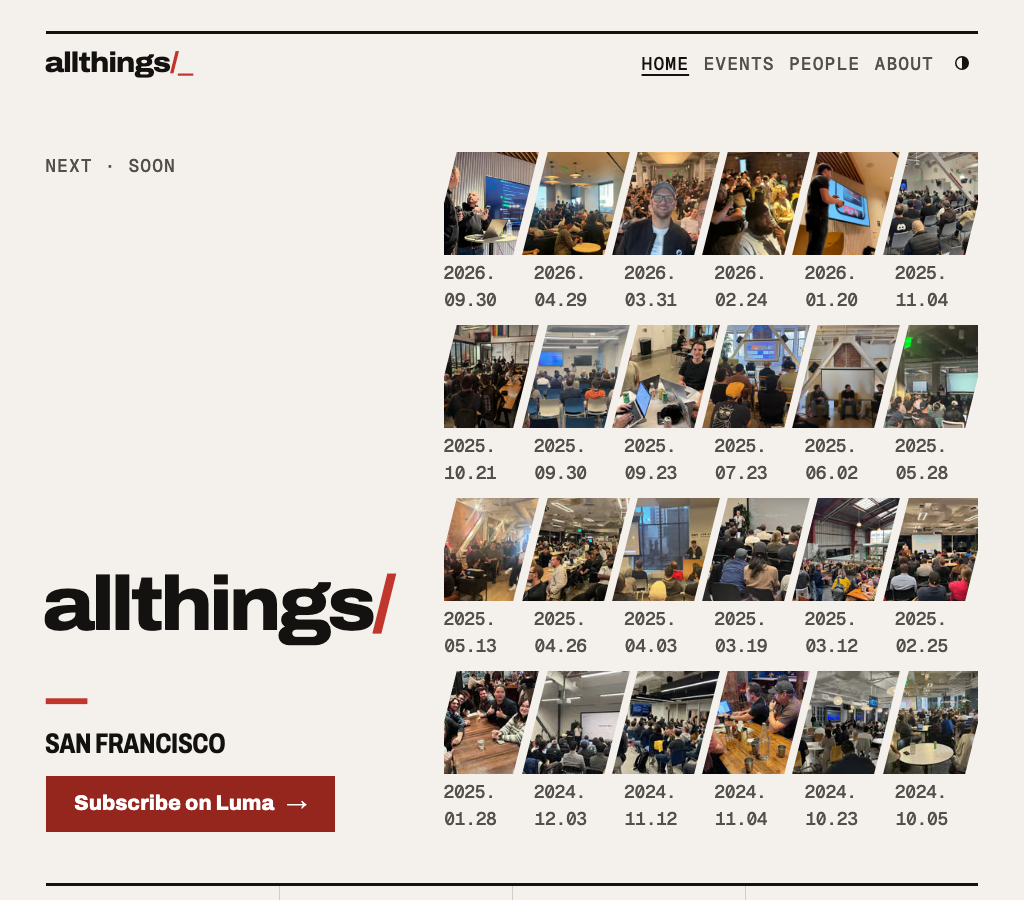 allthings/_
HOME EVENTS PEOPLE ABOUT
NEXT · SOON
2026. 2026. 2026. 2026. 2026. 2025.
09.30 04.29 03.31 02.24 01.20 11.04
2025. 2025. 2025. 2025. 2025. 2025.
10.21 09.30 09.23 07.23 06.02 05.28
2025. 2025. 2025. 2025. 2025. 2025.
05.13 04.26 04.03 03.19 03.12 02.25
2025. 2024. 2024. 2024. 2024. 2024.
01.28 12.03 11.12 11.04 10.23 10.05
allthings/
_
SAN FRANCISCO
Subscribe on Luma →